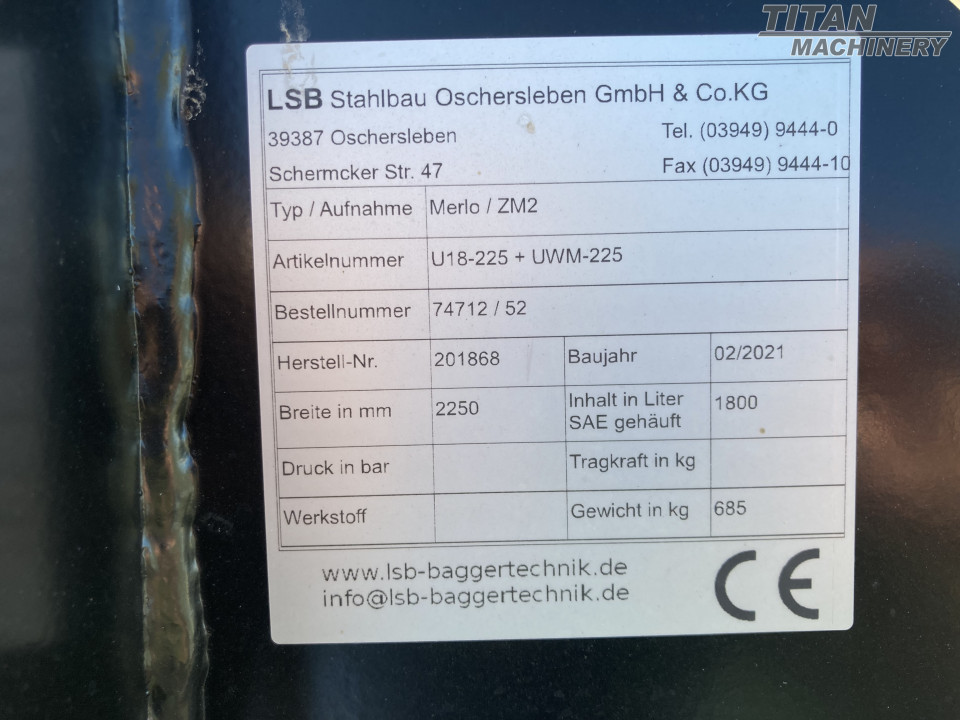 TITAN
MACHINERY
LSB Stahlbau Oschersleben GmbH & Co.KG
39387 Oschersleben Tel. (03949) 9444-0
Schermcker Str. 47 Fax (03949) 9444-10
Typ / Aufnahme Merlo / ZM2
Artikelnummer U18-225 + UWM-225
Bestellnummer 74712 / 52
Herstell-Nr. 201868 Baujahr 02/2021
Breite in mm 2250 Inhalt in Liter 1800
SAE gehäuft
Druck in bar Tragkraft in kg
Werkstoff Gewicht in kg 685
www.lsb-baggertechnik.de
info@lsb-baggertechnik.de
CE